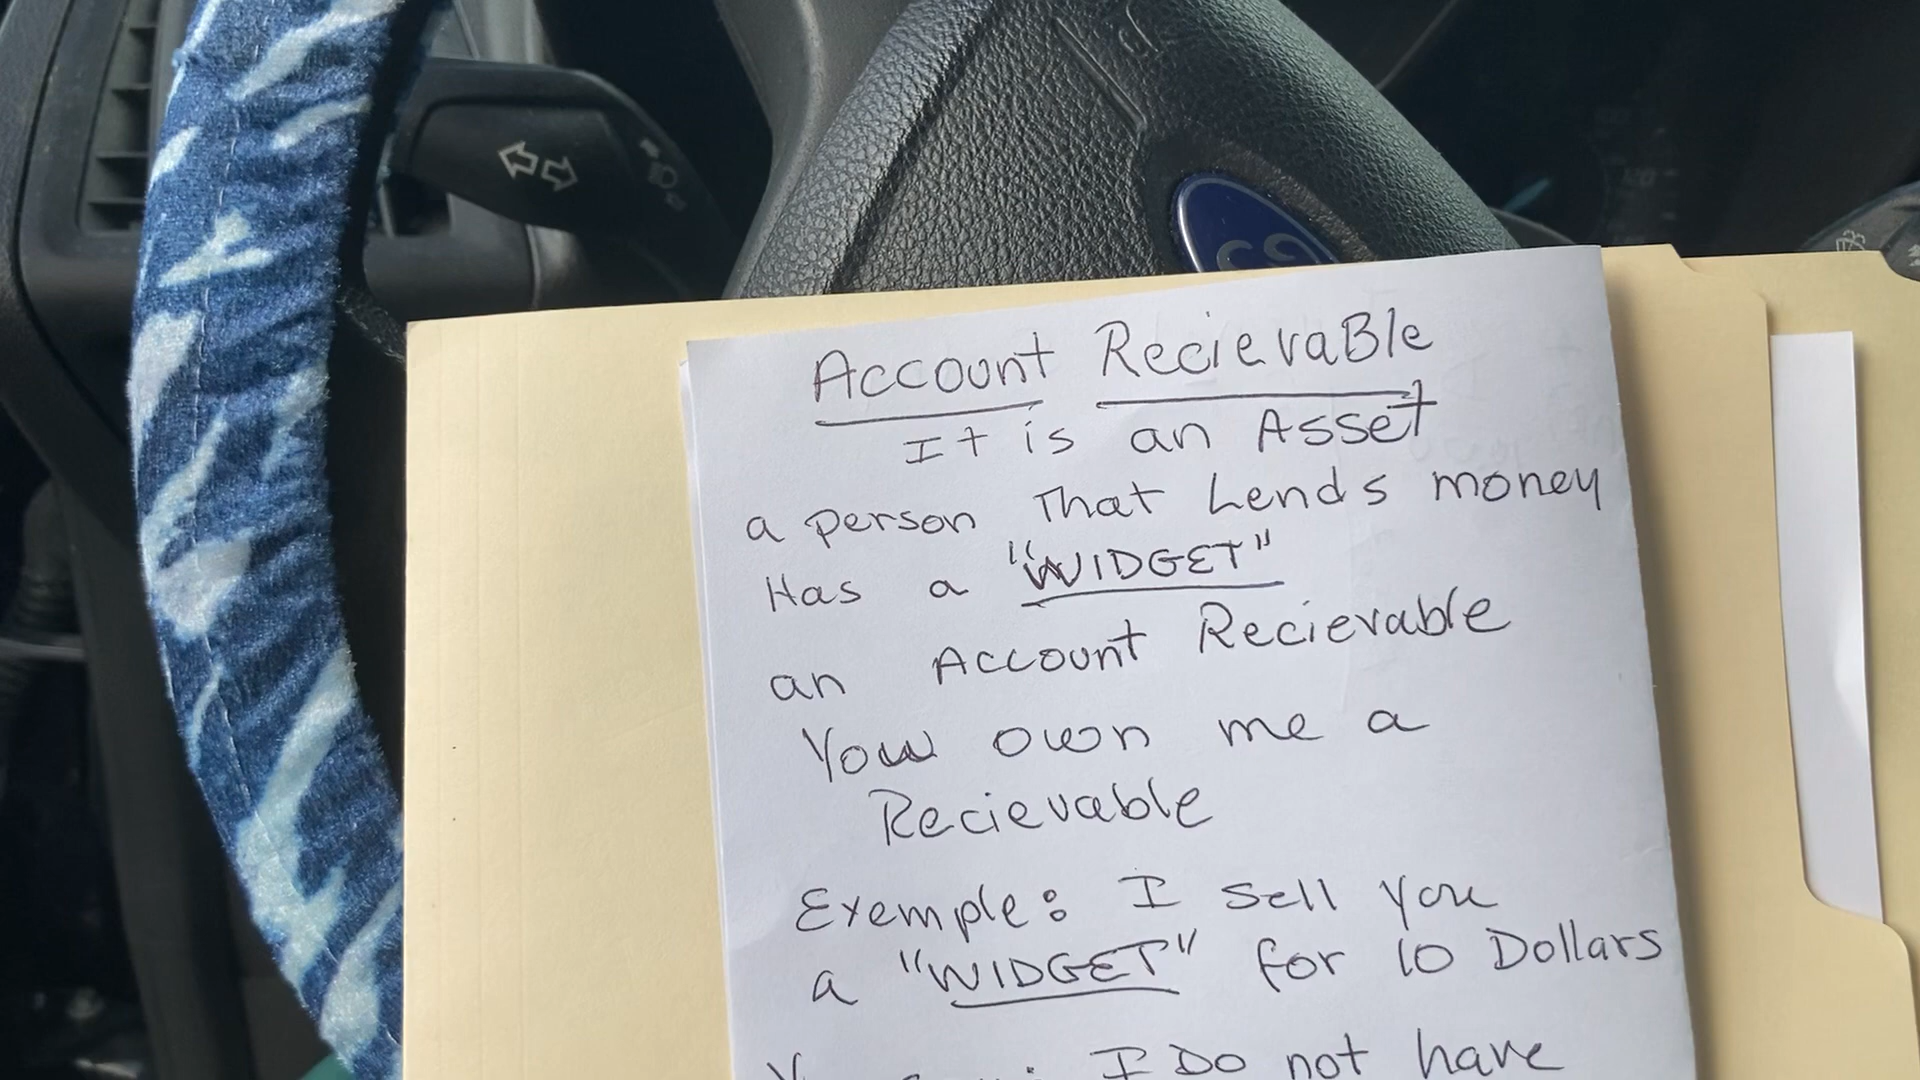 Account RecievaBle
It is an Asset
a person That Lends money
Has a "WIDGET"
an Account Recievable
You own me a
Recievable
Exemple: I sell you
a "WIDGET" for 10 Dollars
I DO not have